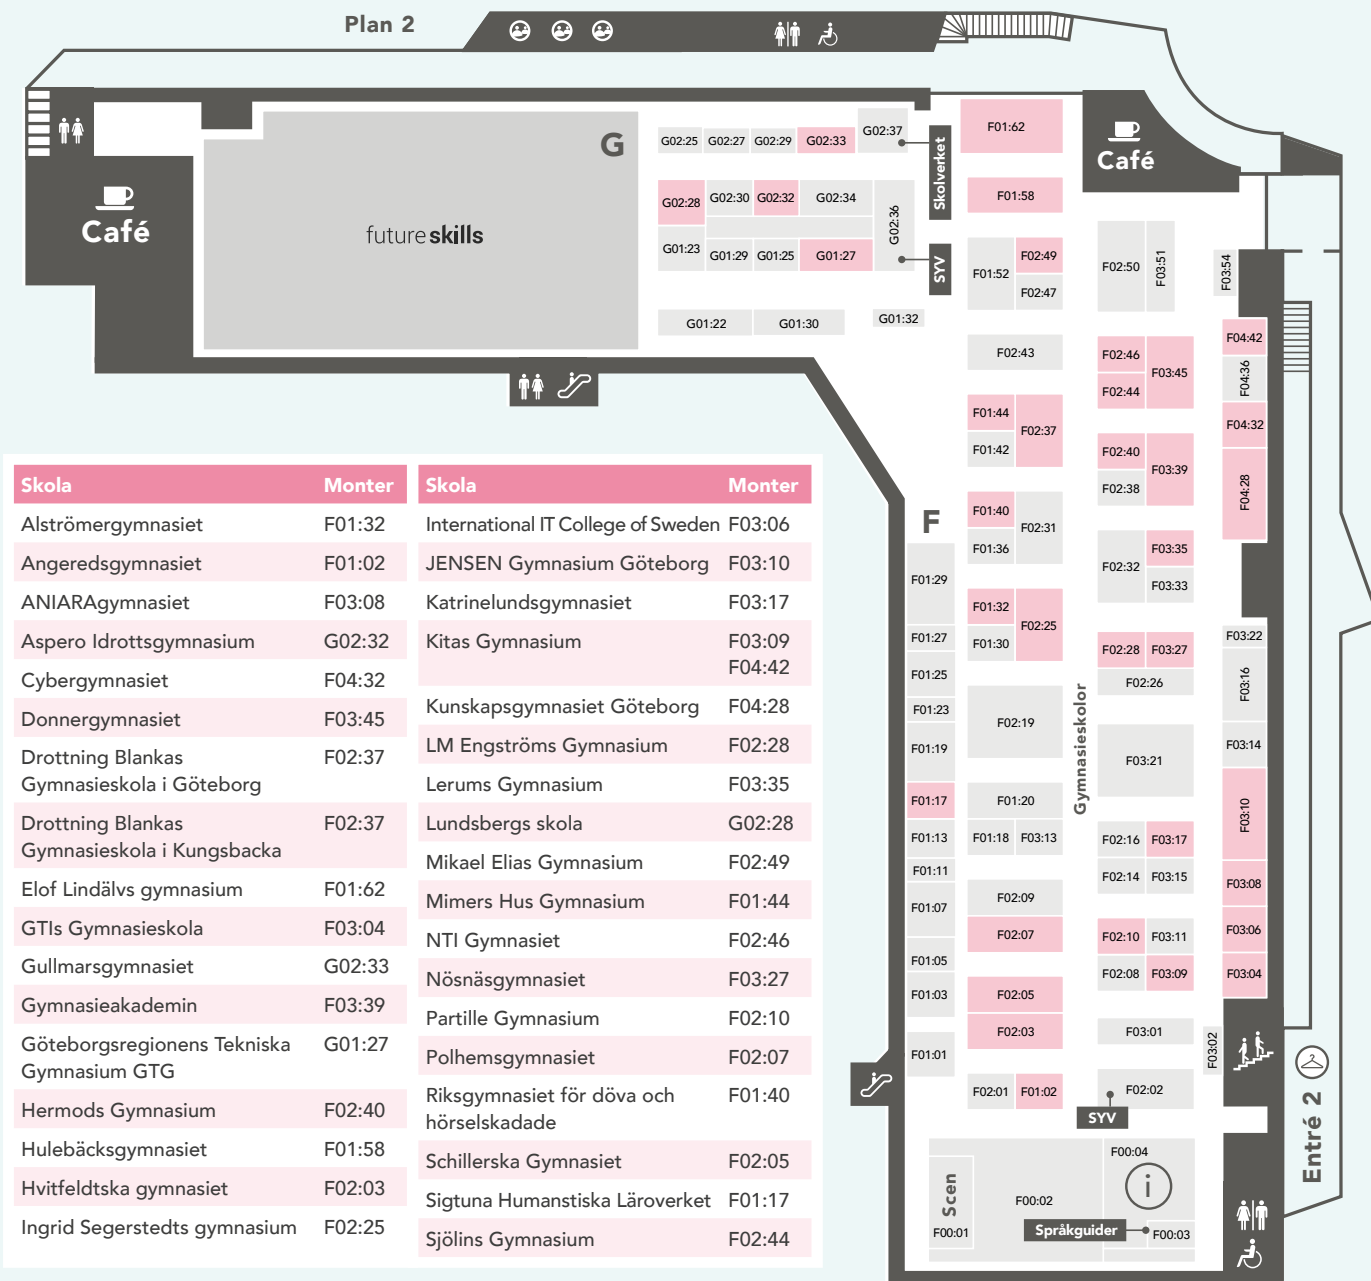 Plan 2
Café
G
future skills
G02:25 G02:27 G02:29 G02:33 G02:37
Skolverket
G02:28 G02:30 G02:32 G02:34 G02:36
G01:23 G01:29 G01:25 G01:27
SYV
G01:22 G01:30 G01:32
F01:62
Café
F01:58
F01:52 F02:49
F02:47
F02:50 F03:51 F03:54
F02:43
F04:42
F02:46 F03:45 F04:36
F02:44
F01:44 F02:37
F01:42
F04:32
F02:40 F03:39
F02:38
F04:28
F
F01:40 F02:31
F01:36
F02:32 F03:35
F03:33
F01:29
F01:32 F02:25
F01:30
F01:27
F01:25
F01:23
F01:19
F02:28 F03:27
F02:26
F03:22
F03:16
F02:19
Gymnasieskolor
F03:21
F03:14
F03:10
F01:17
F01:20
F01:13 F01:18 F03:13
F02:16 F03:17
F02:14 F03:15
F01:11
F03:08
F01:07
F02:09
F02:07
F02:10 F03:11
F02:08 F03:09
F03:06
F03:04
F01:05
F01:03
F02:05
F02:03
F01:01
F03:01
F03:02
F02:01 F01:02
F02:02
SYV
Entré 2
Scen
F00:01
F00:02
F00:04
i
Språkguider
F00:03
Skola Monter
Alströmergymnasiet F01:32
Angeredsgymnasiet F01:02
ANIARAgymnasiet F03:08
Aspero Idrottsgymnasium G02:32
Cybergymnasiet F04:32
Donnergymnasiet F03:45
Drottning Blankas F02:37
Gymnasieskola i Göteborg
Drottning Blankas F02:37
Gymnasieskola i Kungsbacka
Elof Lindälvs gymnasium F01:62
GTIs Gymnasieskola F03:04
Gullmarsgymnasiet G02:33
Gymnasieakademin F03:39
Göteborgsregionens Tekniska G01:27
Gymnasium GTG
Hermods Gymnasium F02:40
Hulebäcksgymnasiet F01:58
Hvitfeldtska gymnasiet F02:03
Ingrid Segerstedts gymnasium F02:25
Skola Monter
International IT College of Sweden F03:06
JENSEN Gymnasium Göteborg F03:10
Katrinelundsgymnasiet F03:17
Kitas Gymnasium F03:09
F04:42
Kunskapsgymnasiet Göteborg F04:28
LM Engströms Gymnasium F02:28
Lerums Gymnasium F03:35
Lundsbergs skola G02:28
Mikael Elias Gymnasium F02:49
Mimers Hus Gymnasium F01:44
NTI Gymnasiet F02:46
Nösnäsgymnasiet F03:27
Partille Gymnasium F02:10
Polhemsgymnasiet F02:07
Riksgymnasiet för döva och F01:40
hörselskadade
Schillerska Gymnasiet F02:05
Sigtuna Humanstiska Läroverket F01:17
Sjölins Gymnasium F02:44